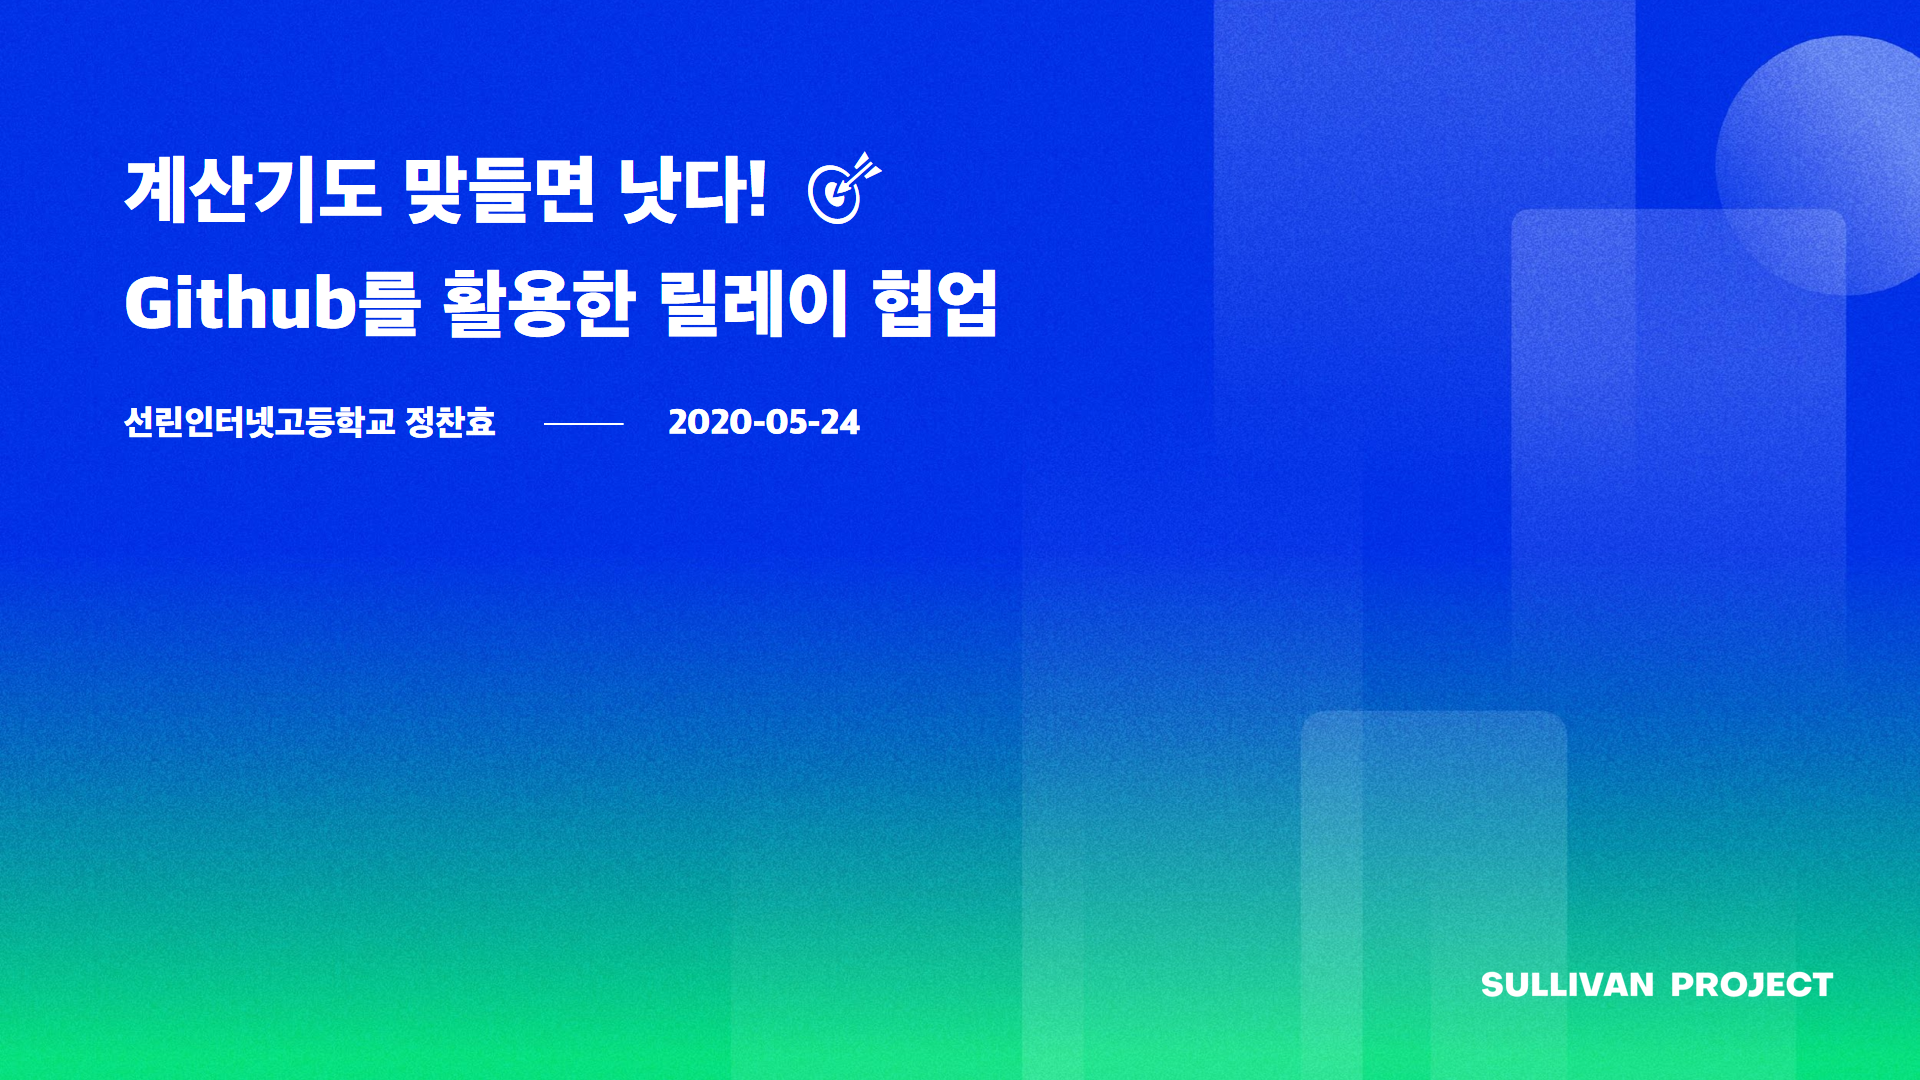 계산기도 맞들면 낫다!
Github를 활용한 릴레이 협업
선린인터넷고등학교 정찬효 —— 2020-05-24
SULLIVAN PROJECT